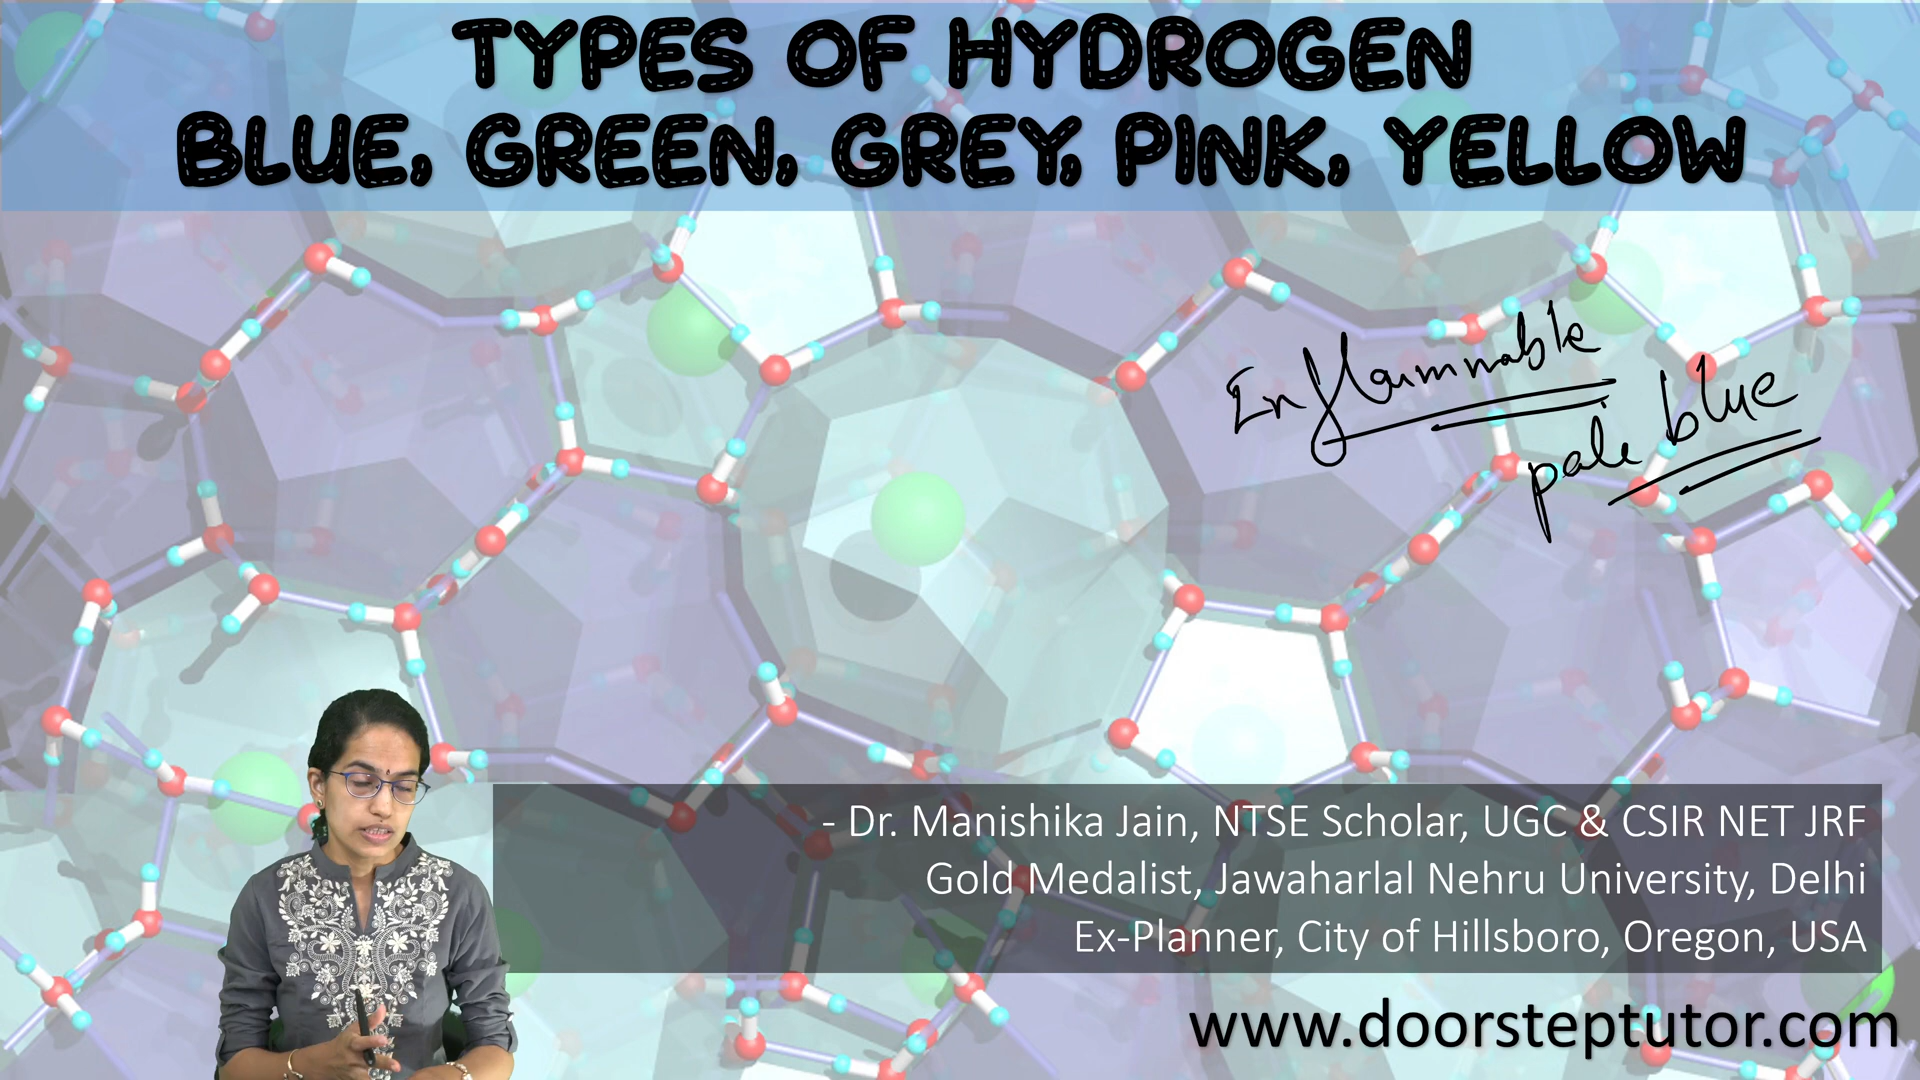 TYPES OF HYDROGEN
BLUE, GREEN, GREY, PINK, YELLOW
Inflammable
pale blue
- Dr. Manishika Jain, NTSE Scholar, UGC & CSIR NET JRF
Gold Medalist, Jawaharlal Nehru University, Delhi
Ex-Planner, City of Hillsboro, Oregon, USA
www.doorsteptutor.com